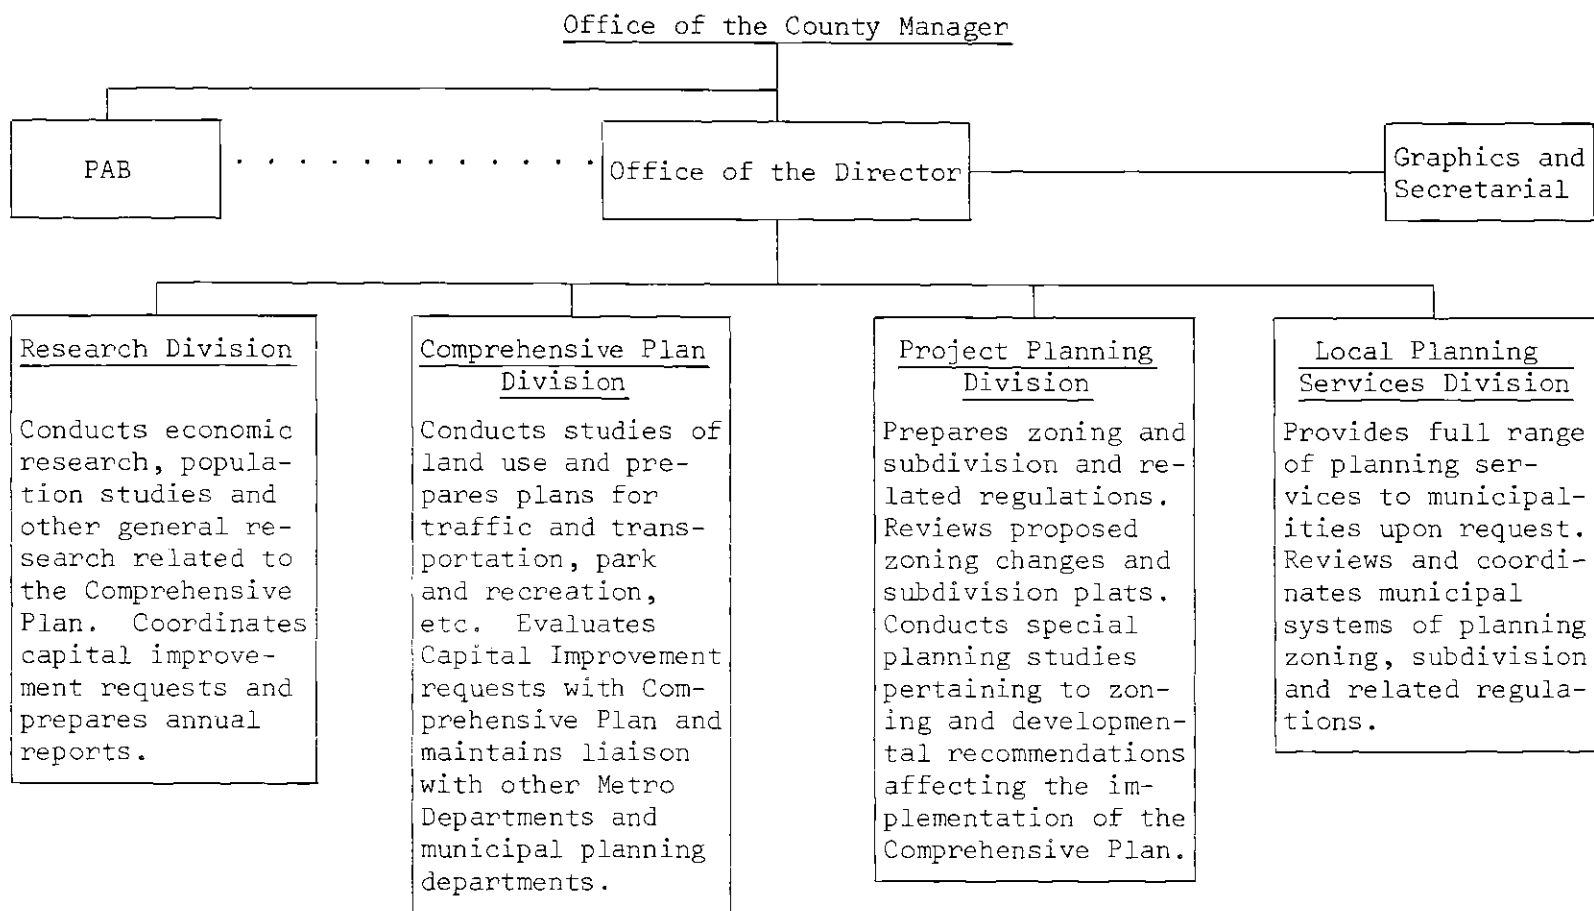 Office of the County Manager
PAB
Office of the Director
Graphics and
Secretarial
Research Division
Conducts economic
research, popula-
tion studies and
other general re-
search related to
the Comprehensive
Plan. Coordinates
capital improve-
ment requests and
prepares annual
reports.
Comprehensive Plan
Division
Conducts studies of
land use and pre-
pares plans for
traffic and trans-
portation, park
and recreation,
etc. Evaluates
Capital Improvement
requests with Com-
prehensive Plan and
maintains liaison
with other Metro
Departments and
municipal planning
departments.
Project Planning
Division
Prepares zoning and
subdivision and re-
lated regulations.
Reviews proposed
zoning changes and
subdivision plats.
Conducts special
planning studies
pertaining to zon-
ing and developmen-
tal recommendations
affecting the im-
plementation of the
Comprehensive Plan.
Local Planning
Services Division
Provides full range
of planning ser-
vices to municipal-
ities upon request.
Reviews and coordi-
nates municipal
systems of planning
zoning, subdivision
and related regula-
tions.